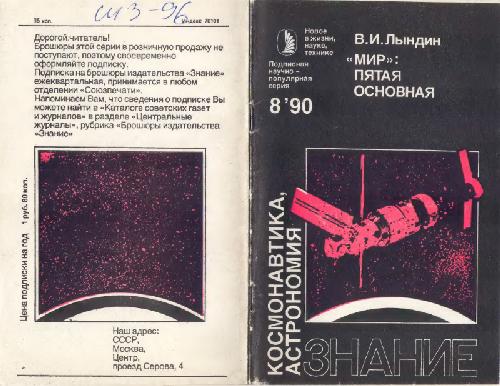 15 коп.
Индекс 70101
Дорогой читатель!
Брошюры этой серии в розничную продажу не
поступают, поэтому своевременно
оформляйте подписку.
Подписка на брошюры издательства «Знание»
ежеквартальная, принимается в любом
отделении «Союзпечати».
Напоминаем Вам, что сведения о подписке Вы
можете найти в «Каталоге советских газет
и журналов» в разделе «Центральные
журналы», рубрика «Брошюры издательства
«Знание»
Цена подписки на год 1 руб. 80 коп.
Наш адрес:
СССР,
Москва,
Центр,
проезд Серова, 4
Новое
в жизни,
науке,
технике
Подписная
научно-
популярная
серия
8'90
В.И.Лындин
«МИР»:
ПЯТАЯ
ОСНОВНАЯ
КОСМОНАВТИКА,
АСТРОНОМИЯ
ЗНАНИЕ